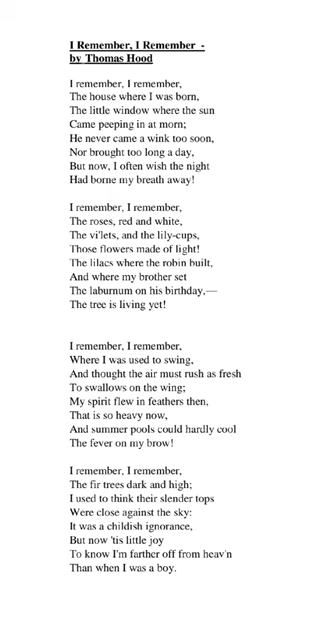 I Remember, I Remember -
by Thomas Hood
I remember, I remember,
The house where I was born,
The little window where the sun
Came peeping in at morn;
He never came a wink too soon,
Nor brought too long a day,
But now, I often wish the night
Had borne my breath away!
I remember, I remember,
The roses, red and white,
The vi'lets, and the lily-cups,
Those flowers made of light!
The lilacs where the robin built,
And where my brother set
The laburnum on his birthday,—
The tree is living yet!
I remember, I remember,
Where I was used to swing,
And thought the air must rush as fresh
To swallows on the wing;
My spirit flew in feathers then,
That is so heavy now,
And summer pools could hardly cool
The fever on my brow!
I remember, I remember,
The fir trees dark and high;
I used to think their slender tops
Were close against the sky:
It was a childish ignorance,
But now 'tis little joy
To know I'm farther off from heav'n
Than when I was a boy.